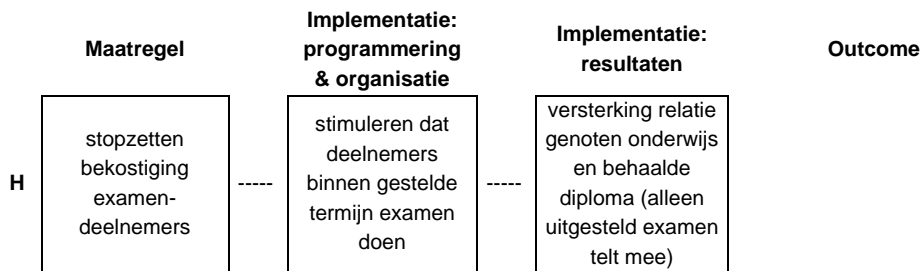 Maatregel
Implementatie:
programmering
& organisatie
Implementatie:
resultaten
Outcome
H
stopzetten
bekostiging
examen-
deelnemers
-----
stimuleren dat
deelnemers
binnen gestelde
termijn examen
doen
-----
versterking relatie
genoten onderwijs
en behaalde
diploma (alleen
uitgesteld examen
telt mee)